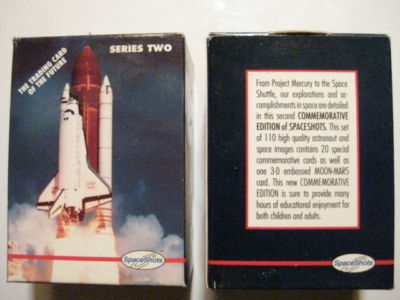 SERIES TWO
THE TRADING CARD
OF THE FUTURE
SpaceShots
From Project Mercury to the Space
Shuttle, our explorations and ac-
complishments in space are detailed
in this second COMMEMORATIVE
EDITION of SPACESHOTS. This set
of 110 high quality astronaut and
space images contains 20 special
commemorative cards as well as
one 3-D embossed MOON-MARS
card. This new COMMEMORATIVE
EDITION is sure to provide many
hours of educational enjoyment for
both children and adults.
SpaceShots